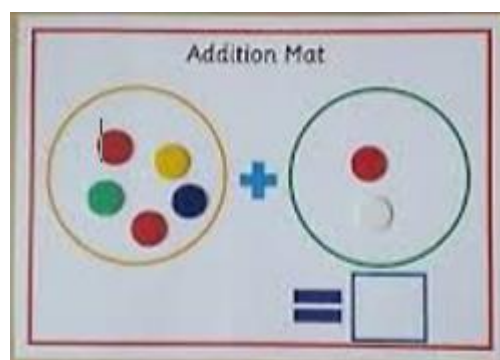 Addition Mat
+
=